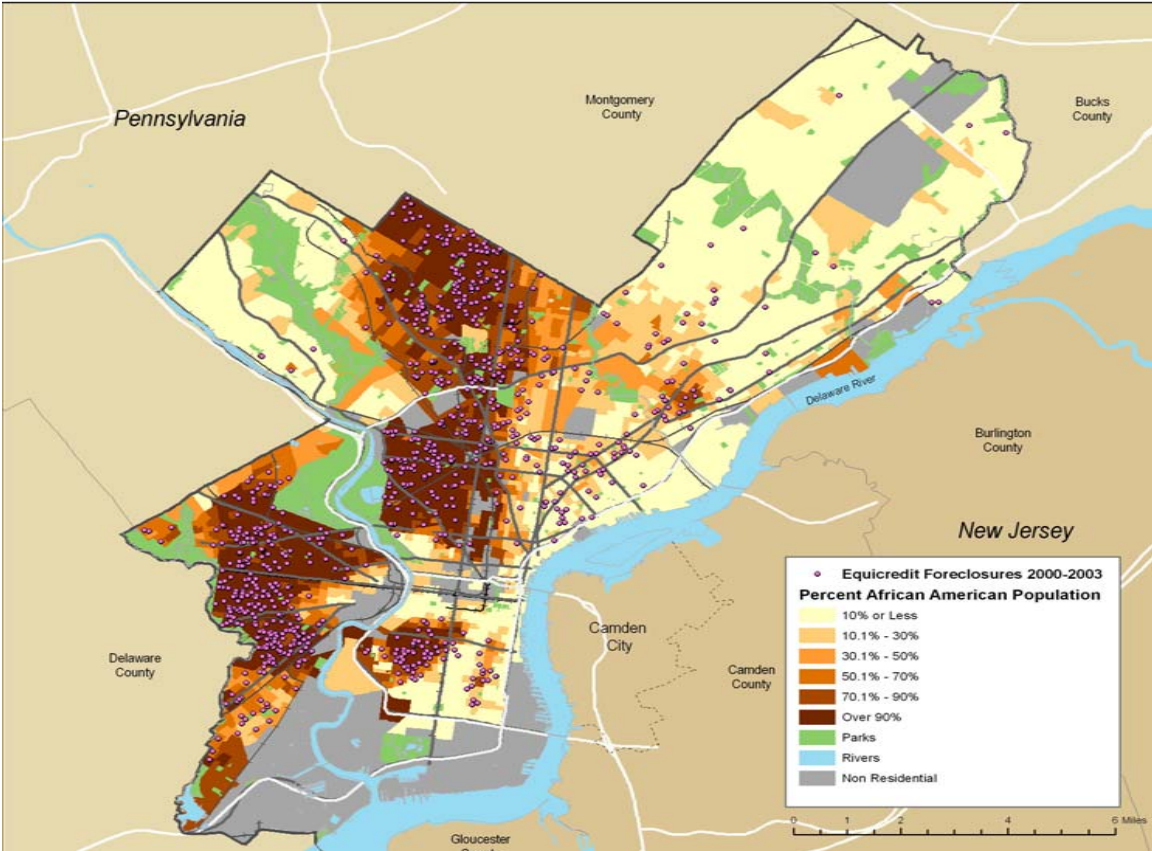 Pennsylvania
Montgomery
County
Bucks
County
Delaware River
Burlington
County
New Jersey
Camden
City
Camden
County
Delaware
County
Gloucester
Equicredit Foreclosures 2000-2003
Percent African American Population
10% or Less
10.1% - 30%
30.1% - 50%
50.1% - 70%
70.1% - 90%
Over 90%
Parks
Rivers
Non Residential
0 1 2 4 6 Miles